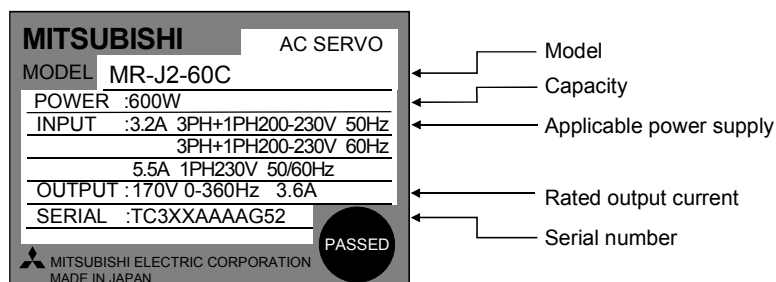 MITSUBISHI AC SERVO
MODEL MR-J2-60C
POWER :600W
INPUT :3.2A 3PH+1PH200-230V 50Hz
3PH+1PH200-230V 60Hz
5.5A 1PH230V 50/60Hz
OUTPUT : 170V 0-360Hz 3.6A
SERIAL :TC3XXAAAAG52
PASSED
MITSUBISHI ELECTRIC CORPORATION
MADE IN JAPAN
Model
Capacity
Applicable power supply
Rated output current
Serial number